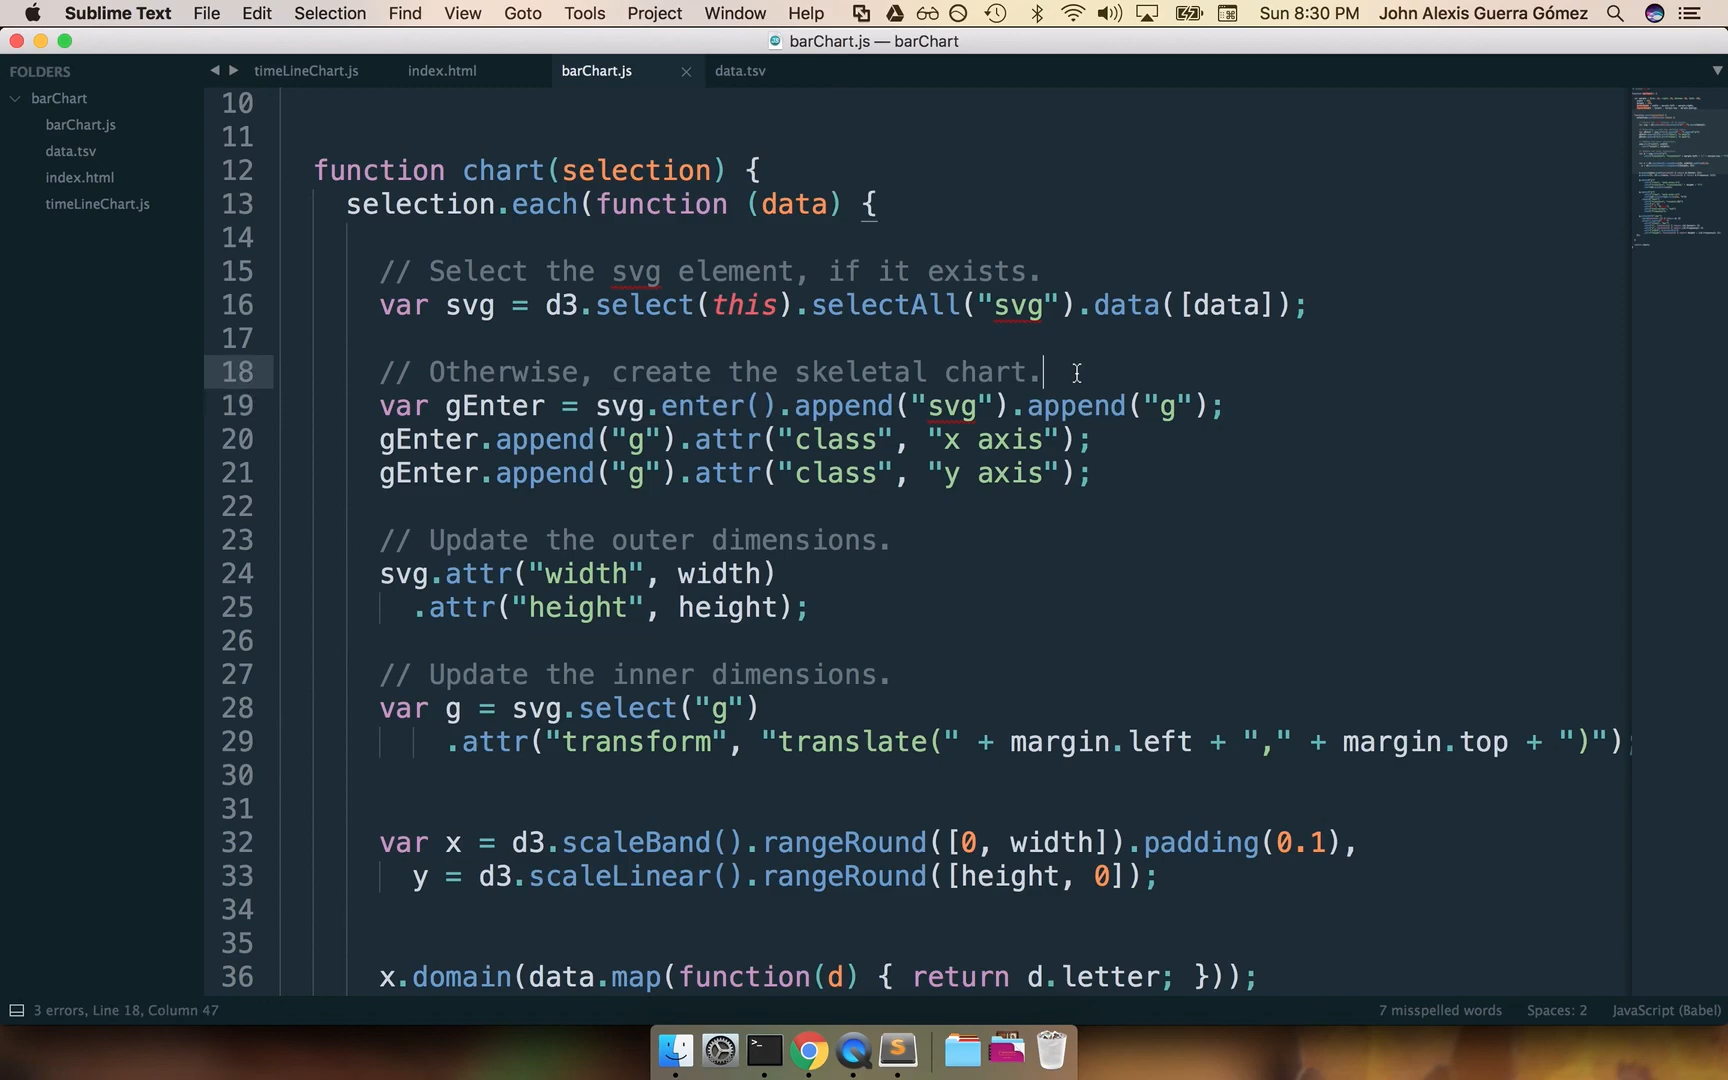 Sublime Text File Edit Selection Find View Goto Tools Project Window Help Sun 8:30 PM John Alexis Guerra Gómez
barChart.js — barChart
FOLDERS
barChart
barChart.js
data.tsv
index.html
timeLineChart.js
timeLineChart.js index.html barChart.js data.tsv
10
11
12 function chart(selection) {
13 selection.each(function (data) {
14
15 // Select the svg element, if it exists.
16 var svg = d3.select(this).selectAll("svg").data([data]);
17
18 // Otherwise, create the skeletal chart.
19 var gEnter = svg.enter().append("svg").append("g");
20 gEnter.append("g").attr("class", "x axis");
21 gEnter.append("g").attr("class", "y axis");
22
23 // Update the outer dimensions.
24 svg.attr("width", width)
25 .attr("height", height);
26
27 // Update the inner dimensions.
28 var g = svg.select("g")
29 .attr("transform", "translate(" + margin.left + "," + margin.top + ")");
30
31
32 var x = d3.scaleBand().rangeRound([0, width]).padding(0.1),
33 y = d3.scaleLinear().rangeRound([height, 0]);
34
35
36 x.domain(data.map(function(d) { return d.letter; }));
3 errors, Line 18, Column 47 7 misspelled words Spaces: 2 JavaScript (Babel)